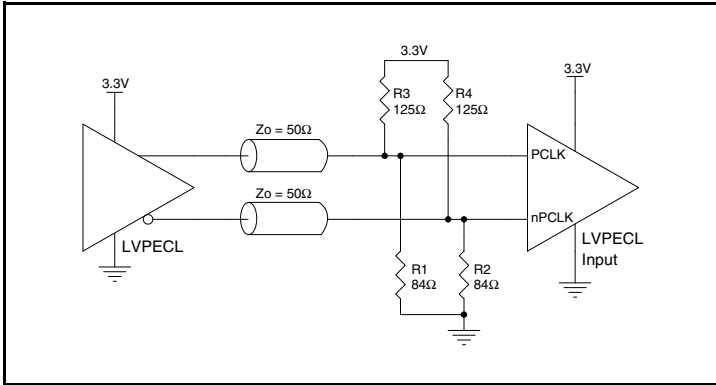 3.3V
3.3V
3.3V
R3
125Ω
R4
125Ω
Zo = 50Ω
PCLK
Zo = 50Ω
nPCLK
LVPECL
LVPECL
Input
R1
84Ω
R2
84Ω